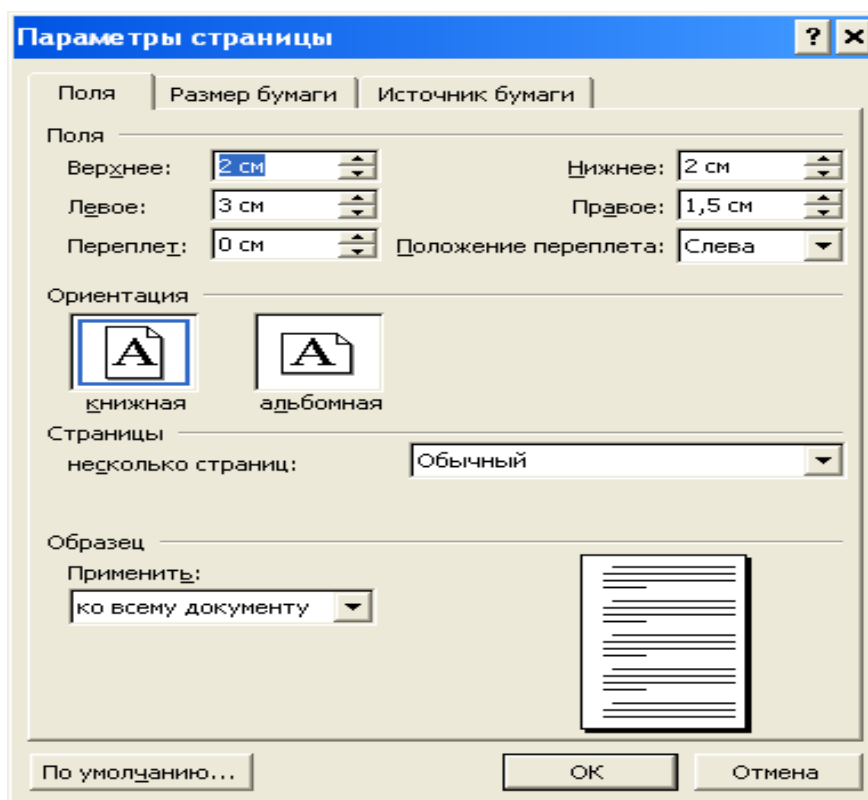 Параметры страницы
Поля Размер бумаги Источник бумаги
Поля
Верхнее: 2 см Нижнее: 2 см
Левое: 3 см Правое: 1,5 см
Переплет: 0 см Положение переплета: Слева
Ориентация
A A
книжная альбомная
Страницы
несколько страниц: Обычный
Образец
Применить:
ко всему документу
По умолчанию... ОК Отмена